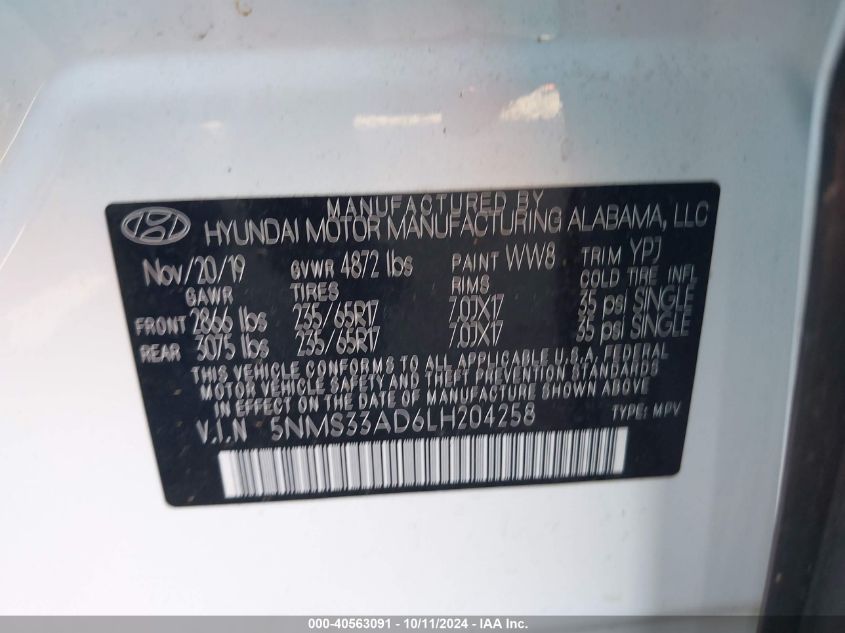 MANUFACTURED BY
HYUNDAI MOTOR MANUFACTURING ALABAMA, LLC
Nov/20/19 GVWR 4872 lbs PAINT WW8 TRIM YPJ
GAWR TIRES RIMS COLD TIRE INFL
FRONT 2866 lbs 235/65R17 7.0JX17 35 psi SINGLE
REAR 3075 lbs 235/65R17 7.0JX17 35 psi SINGLE
THIS VEHICLE CONFORMS TO ALL APPLICABLE U.S.A. FEDERAL
MOTOR VEHICLE SAFETY AND THEFT PREVENTION STANDARDS
IN EFFECT ON THE DATE OF MANUFACTURE SHOWN ABOVE
V.I.N 5NMS33AD6LH204258 TYPE: MPV
000-40563091 - 10/11/2024 - IAA Inc.